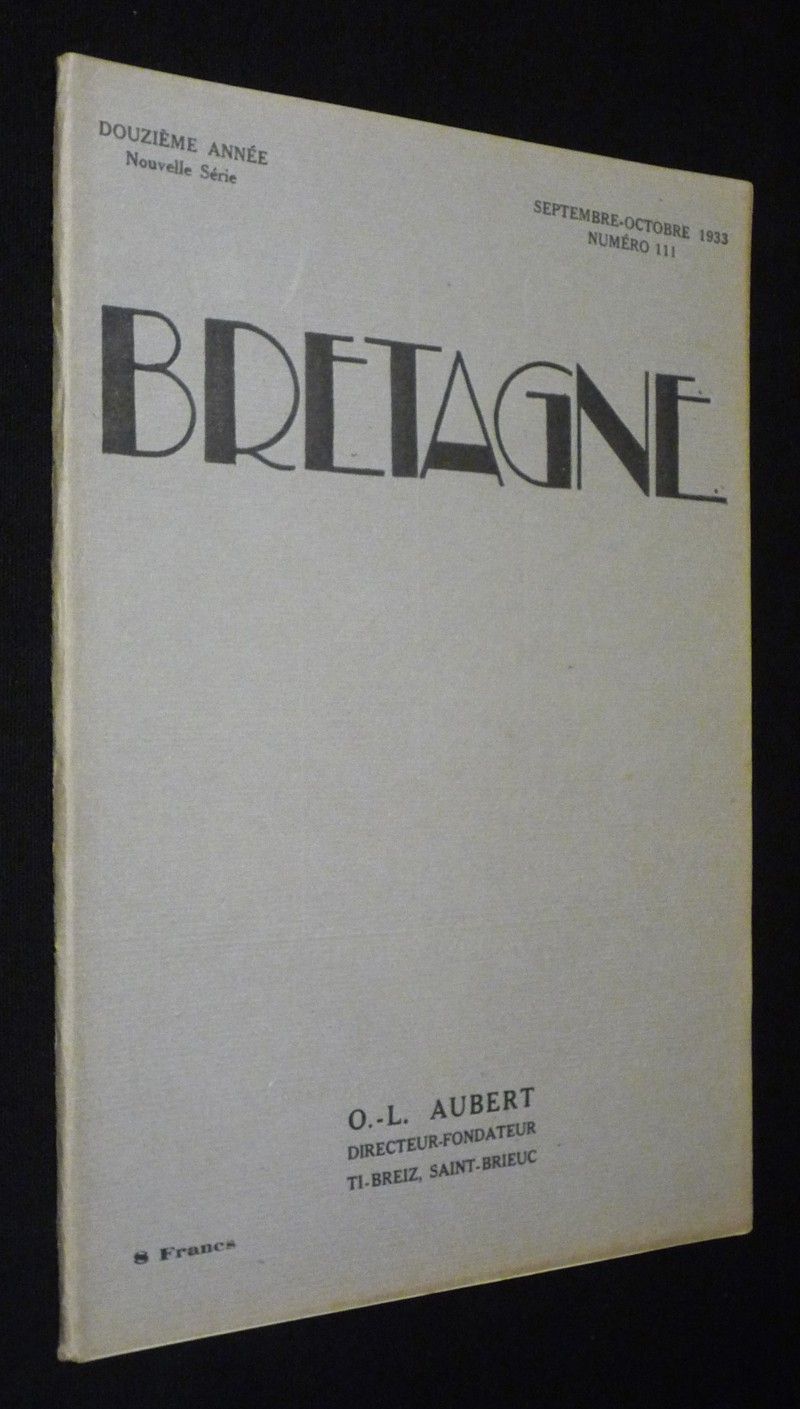 DOUZIÈME ANNÉE
Nouvelle Série
SEPTEMBRE-OCTOBRE 1933
NUMÉRO 111
BRETAGNE
O.-L. AUBERT
DIRECTEUR-FONDATEUR
TI-BREIZ, SAINT-BRIEUC
8 Francs